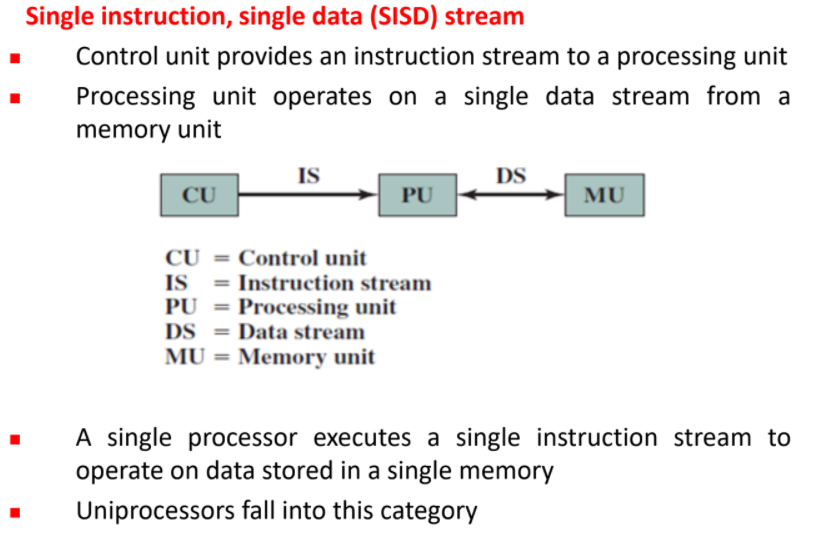 Single instruction, single data (SISD) stream
▪ Control unit provides an instruction stream to a processing unit
▪ Processing unit operates on a single data stream from a
memory unit
IS DS
CU PU MU
CU = Control unit
IS = Instruction stream
PU = Processing unit
DS = Data stream
MU = Memory unit
▪ A single processor executes a single instruction stream to
operate on data stored in a single memory
▪ Uniprocessors fall into this category